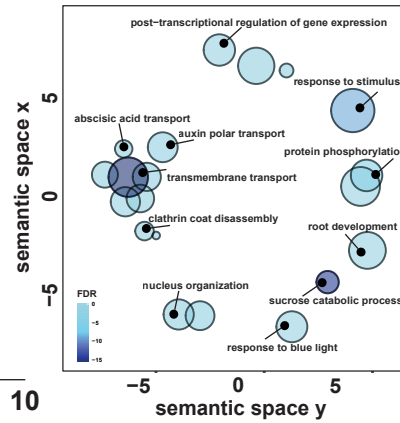 post-transcriptional regulation of gene expression
response to stimulus
abscisic acid transport
auxin polar transport
protein phosphorylatio
transmembrane transport
clathrin coat disassembly
root development
sucrose catabolic process
nucleus organization
response to blue light
semantic space x
5
0
−5
FDR
0
−5
−10
−15
−5
0
5
semantic space y
10